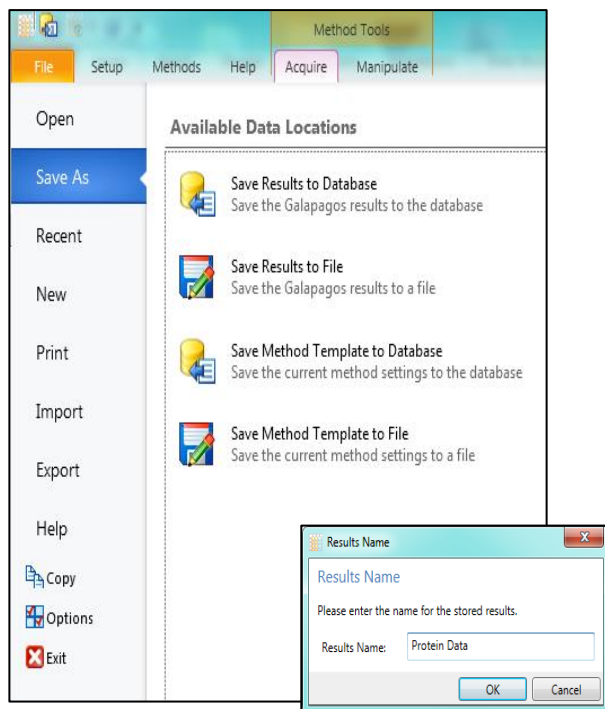 Method Tools
File Setup Methods Help Acquire Manipulate
Open
Save As
Recent
New
Print
Import
Export
Help
Copy
Options
Exit
Available Data Locations
Save Results to Database
Save the Galapagos results to the database
Save Results to File
Save the Galapagos results to a file
Save Method Template to Database
Save the current method settings to the database
Save Method Template to File
Save the current method settings to a file
Results Name
Results Name
Please enter the name for the stored results.
Results Name: Protein Data
OK Cancel